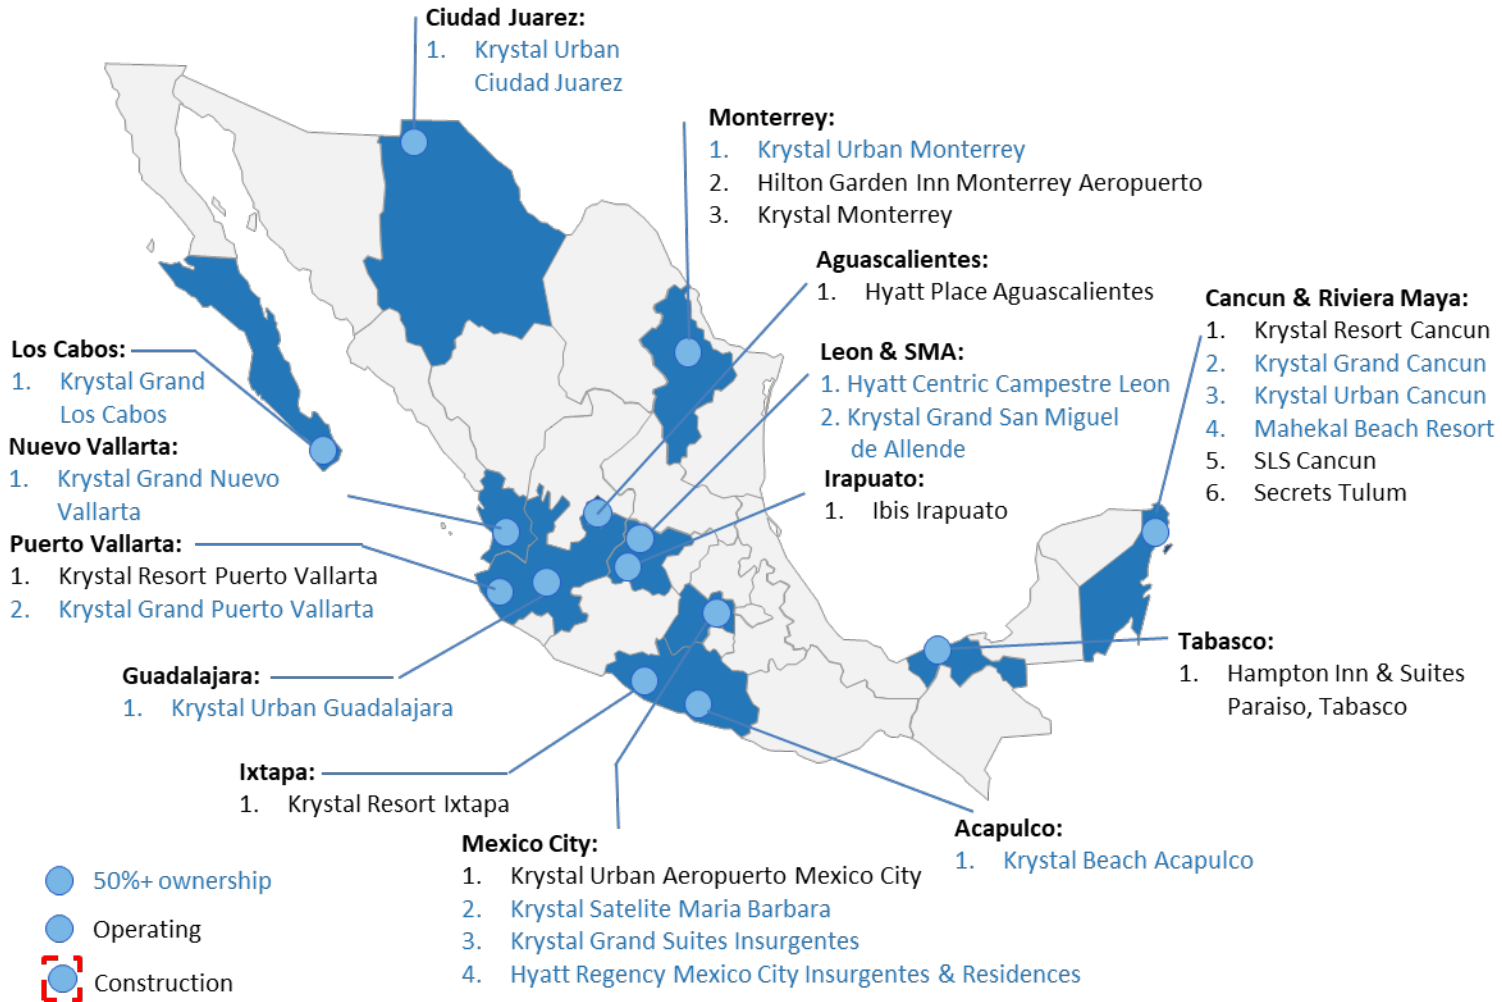 Ciudad Juarez:
1. Krystal Urban
Ciudad Juarez
Monterrey:
1. Krystal Urban Monterrey
2. Hilton Garden Inn Monterrey Aeropuerto
3. Krystal Monterrey
Aguascalientes:
1. Hyatt Place Aguascalientes
Cancun & Riviera Maya:
1. Krystal Resort Cancun
2. Krystal Grand Cancun
3. Krystal Urban Cancun
4. Mahekal Beach Resort
5. SLS Cancun
6. Secrets Tulum
Leon & SMA:
1. Hyatt Centric Campestre Leon
2. Krystal Grand San Miguel
de Allende
Irapuato:
1. Ibis Irapuato
Los Cabos:
1. Krystal Grand
Los Cabos
Nuevo Vallarta:
1. Krystal Grand Nuevo
Vallarta
Puerto Vallarta:
1. Krystal Resort Puerto Vallarta
2. Krystal Grand Puerto Vallarta
Guadalajara:
1. Krystal Urban Guadalajara
Tabasco:
1. Hampton Inn & Suites
Paraiso, Tabasco
Ixtapa:
1. Krystal Resort Ixtapa
Mexico City:
1. Krystal Urban Aeropuerto Mexico City
2. Krystal Satelite Maria Barbara
3. Krystal Grand Suites Insurgentes
4. Hyatt Regency Mexico City Insurgentes & Residences
Acapulco:
1. Krystal Beach Acapulco
50%+ ownership
Operating
Construction